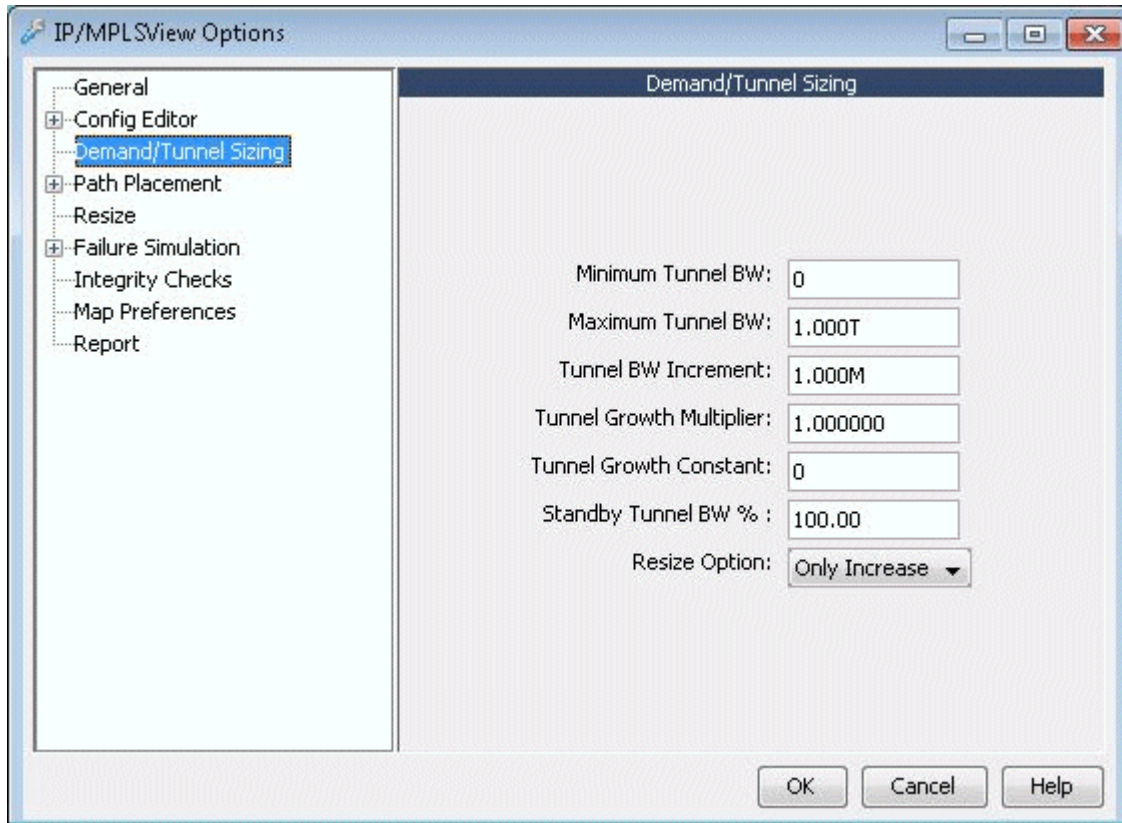 IP/MPLSView Options
General
Config Editor
Demand/Tunnel Sizing
Path Placement
Resize
Failure Simulation
Integrity Checks
Map Preferences
Report
Demand/Tunnel Sizing
Minimum Tunnel BW: 0
Maximum Tunnel BW: 1.000T
Tunnel BW Increment: 1.000M
Tunnel Growth Multiplier: 1.000000
Tunnel Growth Constant: 0
Standby Tunnel BW % : 100.00
Resize Option: Only Increase
OK Cancel Help